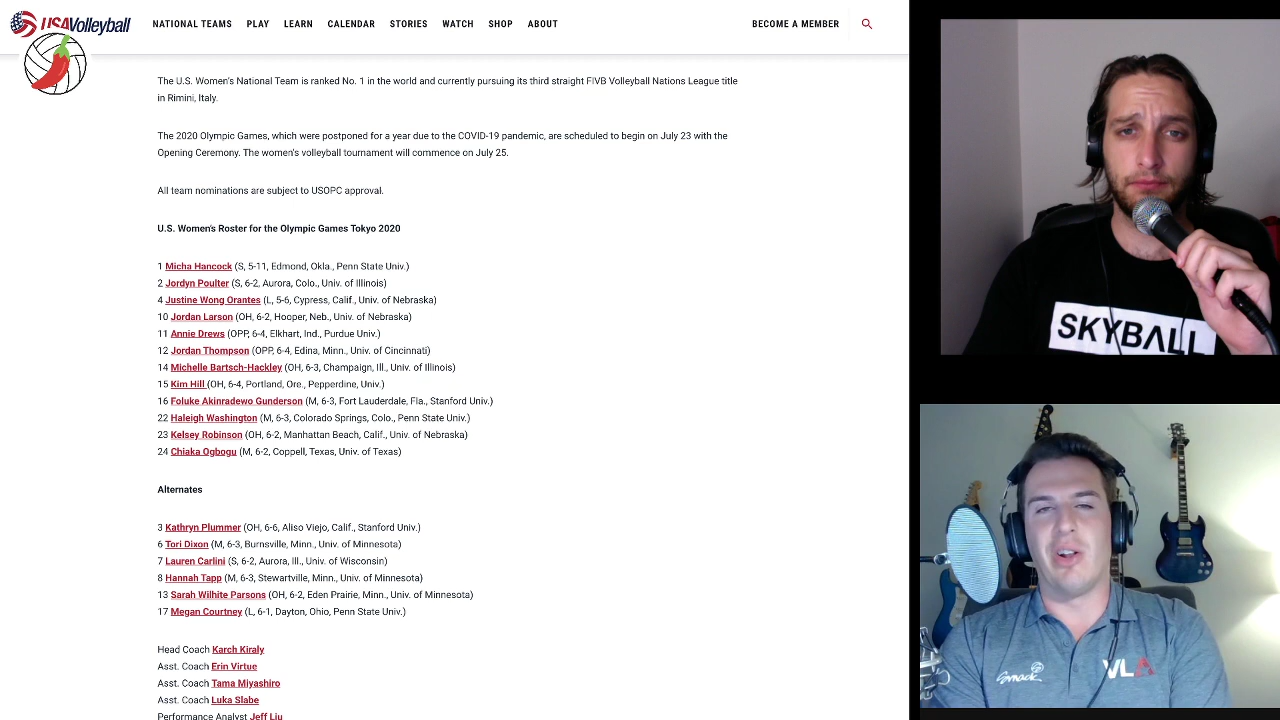 USAVolleyball
NATIONAL TEAMS PLAY LEARN CALENDAR STORIES WATCH SHOP ABOUT BECOME A MEMBER
The U.S. Women's National Team is ranked No. 1 in the world and currently pursuing its third straight FIVB Volleyball Nations League title
in Rimini, Italy.
The 2020 Olympic Games, which were postponed for a year due to the COVID-19 pandemic, are scheduled to begin on July 23 with the
Opening Ceremony. The women's volleyball tournament will commence on July 25.
All team nominations are subject to USOPC approval.
U.S. Women's Roster for the Olympic Games Tokyo 2020
1 Micha Hancock (S, 5-11, Edmond, Okla., Penn State Univ.)
2 Jordyn Poulter (S, 6-2, Aurora, Colo., Univ. of Illinois)
4 Justine Wong Orantes (L, 5-6, Cypress, Calif., Univ. of Nebraska)
10 Jordan Larson (OH, 6-2, Hooper, Neb., Univ. of Nebraska)
11 Annie Drews (OPP, 6-4, Elkhart, Ind., Purdue Univ.)
12 Jordan Thompson (OPP, 6-4, Edina, Minn., Univ. of Cincinnati)
14 Michelle Bartsch-Hackley (OH, 6-3, Champaign, Ill., Univ. of Illinois)
15 Kim Hill (OH, 6-4, Portland, Ore., Pepperdine, Univ.)
16 Foluke Akinradewo Gunderson (M, 6-3, Fort Lauderdale, Fla., Stanford Univ.)
22 Haleigh Washington (M, 6-3, Colorado Springs, Colo., Penn State Univ.)
23 Kelsey Robinson (OH, 6-2, Manhattan Beach, Calif., Univ. of Nebraska)
24 Chiaka Ogbogu (M, 6-2, Coppell, Texas, Univ. of Texas)
Alternates
3 Kathryn Plummer (OH, 6-6, Aliso Viejo, Calif., Stanford Univ.)
6 Tori Dixon (M, 6-3, Burnsville, Minn., Univ. of Minnesota)
7 Lauren Carlini (S, 6-2, Aurora, Ill., Univ. of Wisconsin)
8 Hannah Tapp (M, 6-3, Stewartville, Minn., Univ. of Minnesota)
13 Sarah Wilhite Parsons (OH, 6-2, Eden Prairie, Minn., Univ. of Minnesota)
17 Megan Courtney (L, 6-1, Dayton, Ohio, Penn State Univ.)
Head Coach Karch Kiraly
Asst. Coach Erin Virtue
Asst. Coach Tama Miyashiro
Asst. Coach Luka Slabe
Performance Analyst Jeff Liu
SKYBALL
Smack
VLA